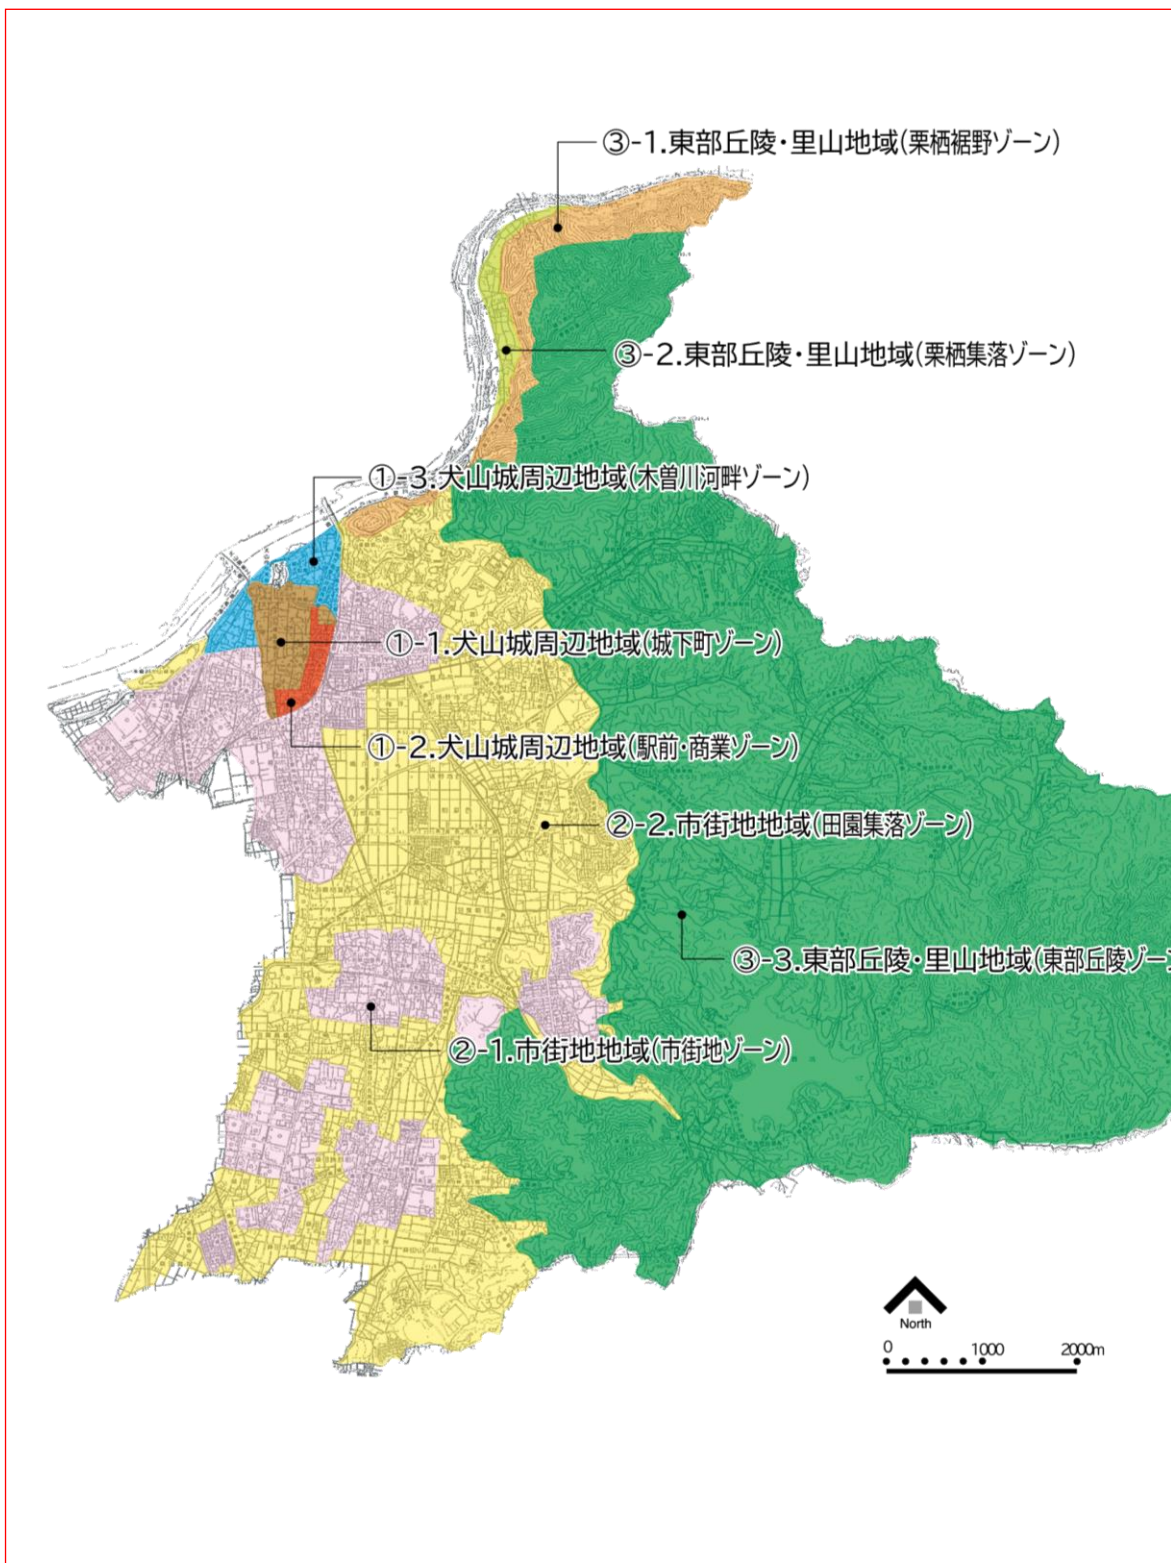 ③-1.東部丘陵・里山地域(栗栖裾野ゾーン)
③-2.東部丘陵・里山地域(栗栖集落ゾーン)
①-3.犬山城周辺地域(木曽川河畔ゾーン)
①-1.犬山城周辺地域(城下町ゾーン)
①-2.犬山城周辺地域(駅前・商業ゾーン)
②-2.市街地地域(田園集落ゾーン)
③-3.東部丘陵・里山地域(東部丘陵ゾー
②-1.市街地地域(市街地ゾーン)
North
0 1000 2000m